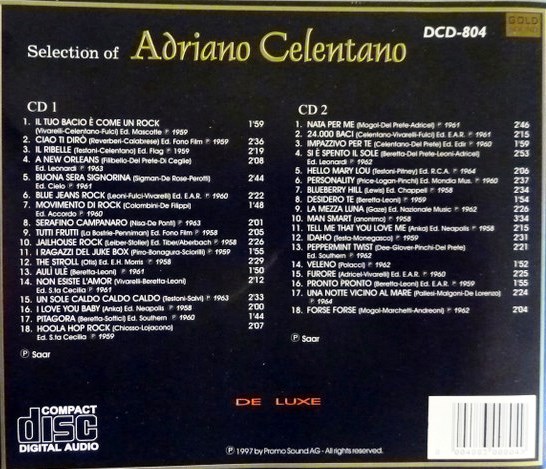 Selection of Adriano Celentano
DCD-804
GOLD
SOUND
CD 1
1. IL TUO BACIO È COME UN ROCK 1'59
(Vivarelli-Celentano-Fulci) Ed. Mascotte ℗ 1959
2. CIAO TI DIRÒ (Reverberi-Calabrese) Ed. Fono Film ℗ 1959 2'36
3. IL RIBELLE (Testoni-Celentano) Ed. Fiag ℗ 1959 2'19
4. A NEW ORLEANS (Filibello-Del Prete-Di Ceglie) 2'08
Ed. Leonardi ℗ 1963
5. BUONA SERA SIGNORINA (Sigman-De Rose-Perotti) 2'44
Ed. Cielo ℗ 1961
6. BLUE JEANS ROCK (Leoni-Fulci-Vivarelli) Ed. E.A.R. ℗ 1960 2'22
7. MOVIMENTO DI ROCK (Colombini-De Filippi) 1'48
Ed. Accordo ℗ 1960
8. SERAFINO CAMPANARO (Nisa-De Ponti) ℗ 1963 2'01
9. TUTTI FRUTTI (La Bostrie-Penniman) Ed. Fono Film ℗ 1958 2'05
10. JAILHOUSE ROCK (Leiber-Stoller) Ed. Tiber/Aberbach ℗ 1958 2'26
11. I RAGAZZI DEL JUKE BOX (Piro-Bonagura-Sciorilli) ℗ 1959 1'55
12. THE STROLL (Otis) Ed. E.H. Morris ℗ 1958 2'29
13. AULÌ ULÈ (Beretta-Leoni) ℗ 1961 1'50
14. NON ESISTE L'AMOR (Vivarelli-Beretta-Leoni) 2'12
Ed. S.ta Cecilia ℗ 1961
15. UN SOLE CALDO CALDO CALDO (Testoni-Salvi) ℗ 1963 2'33
16. I LOVE YOU BABY (Anka) Ed. Neapolis ℗ 1958 2'00
17. PITAGORA (Beretta-Soffici) Ed. Southern ℗ 1960 1'44
18. HOOLA HOP ROCK (Chiosso-Lojacono) 2'07
Ed. S.ta Cecilia ℗ 1959
℗ Saar
CD 2
1. NATA PER ME (Mogol-Del Prete-Adricel) ℗ 1961 2'46
2. 24.000 BACI (Celentano-Vivarelli-Fulci) Ed. E.A.R. ℗ 1961 2'15
3. IMPAZZIVO PER TE (Celentano-Del Prete) Ed. Edir ℗ 1960 1'59
4. SI È SPENTO IL SOLE (Beretta-Del Prete-Leoni-Adricel) 2'53
Ed. Leonardi ℗ 1962
5. HELLO MARY LOU (Testoni-Pitney) Ed. R.C.A. ℗ 1964 2'06
6. PERSONALITY (Price-Logan-Pinchi) Ed. Mondia Mus. ℗ 1960 2'37
7. BLUEBERRY HILL (Lewis) Ed. Chappell ℗ 1958 2'34
8. DESIDERO TE (Beretta-Leoni) ℗ 1959 1'54
9. LA MEZZA LUNA (Gaze) Ed. Nazionale Music ℗ 1962 2'26
10. MAN SMART (anonimo) ℗ 1958 3'34
11. TELL ME THAT YOU LOVE ME (Anka) Ed. Neapolis ℗ 1958 2'15
12. IDAHO (Resta-Monegasco) ℗ 1959 2'31
13. PEPPERMINT TWIST (Dee-Glover-Pinchi-Del Prete) 2'21
Ed. Southern ℗ 1962
14. VELENO (Polacci) ℗ 1962 1'52
15. FURORE (Adricel-Vivarelli) Ed. E.A.R. ℗ 1960 2'25
16. PRONTO PRONTO (Beretta-Leoni) Ed. E.A.R. ℗ 1959 1'55
17. UNA NOTTE VICINO AL MARE (Pallesi-Malgoni-De Lorenzo) 2'24
℗ 1964
18. FORSE FORSE (Mogol-Marchetti-Andreoni) ℗ 1962 2'04
℗ Saar
DE LUXE
COMPACT
disc
DIGITAL AUDIO
℗ 1997 by Promo Sound AG - All rights reserved.